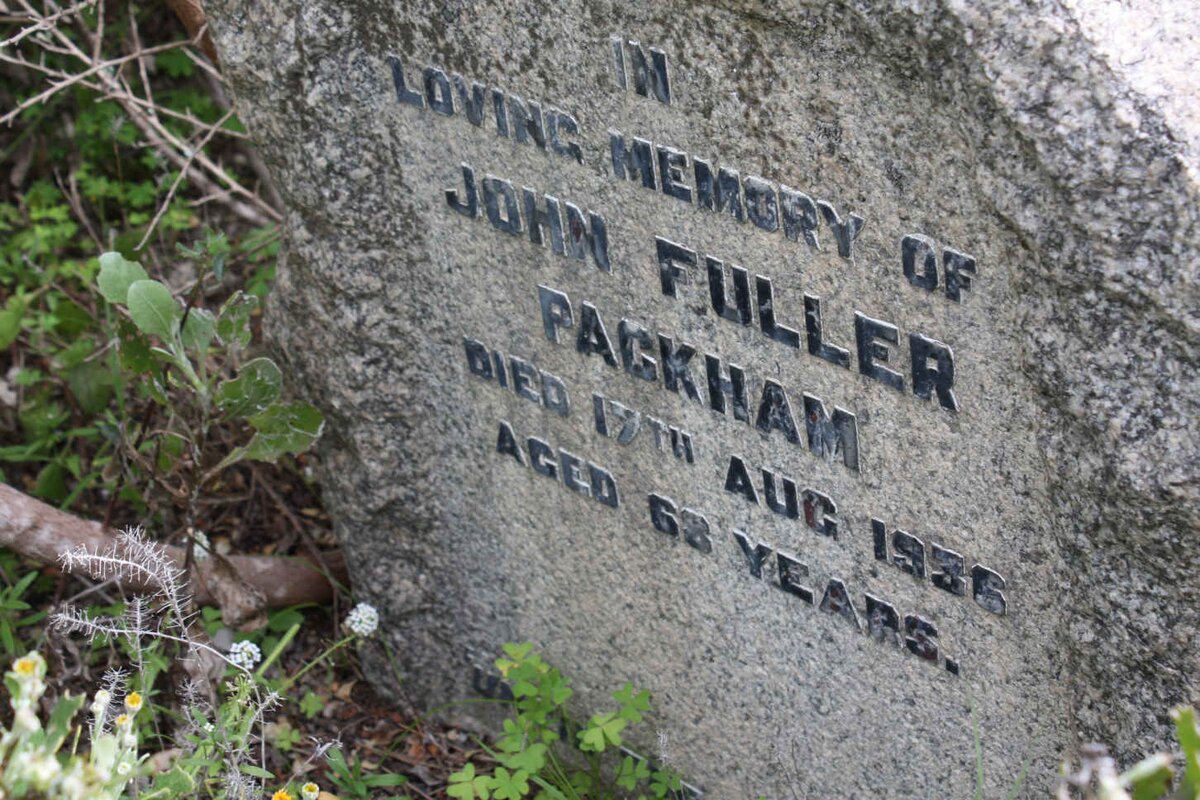 IN
LOVING MEMORY OF
JOHN FULLER
PACKHAM
DIED 17TH AUG 1936
AGED 68 YEARS.